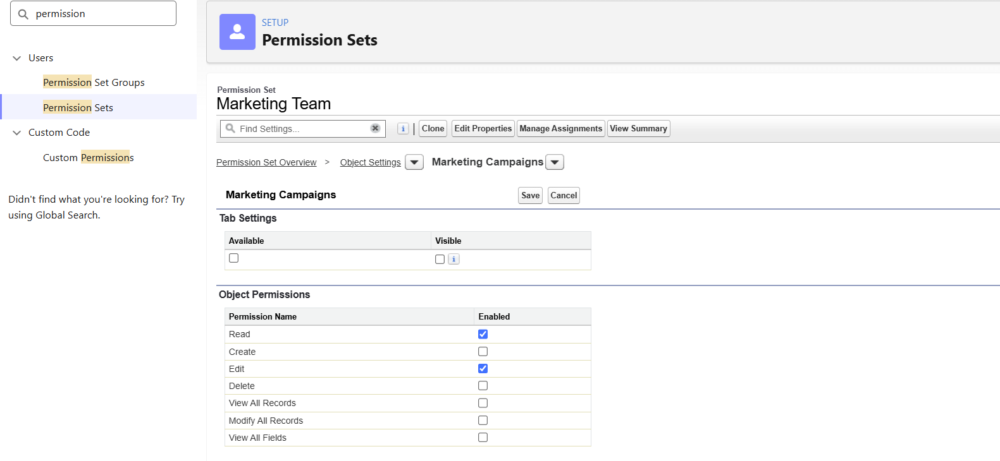 permission
Users
Permission Set Groups
Permission Sets
Custom Code
Custom Permissions
Didn't find what you're looking for? Try
using Global Search.
SETUP
Permission Sets
Permission Set
Marketing Team
Find Settings...
i
Clone
Edit Properties
Manage Assignments
View Summary
Permission Set Overview > Object Settings Marketing Campaigns
Marketing Campaigns
Save
Cancel
Tab Settings
Available Visible
i
Object Permissions
Permission Name Enabled
Read
Create
Edit
Delete
View All Records
Modify All Records
View All Fields